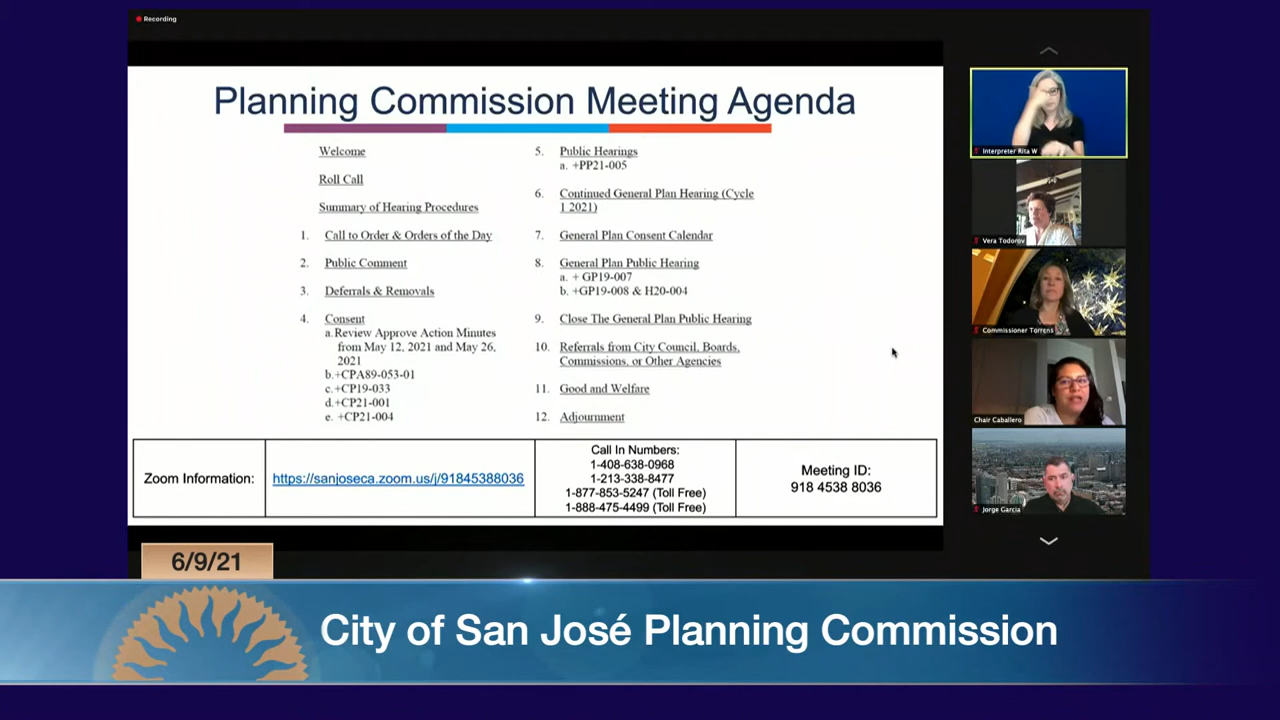 Recording
Planning Commission Meeting Agenda
Welcome
Roll Call
Summary of Hearing Procedures
1. Call to Order & Orders of the Day
2. Public Comment
3. Deferrals & Removals
4. Consent
a.Review Approve Action Minutes
from May 12, 2021 and May 26,
2021
b.+CPA89-053-01
c.+CP19-033
d.+CP21-001
e. +CP21-004
5. Public Hearings
a. +PP21-005
6. Continued General Plan Hearing (Cycle
1 2021)
7. General Plan Consent Calendar
8. General Plan Public Hearing
a. + GP19-007
b. +GP19-008 & H20-004
9. Close The General Plan Public Hearing
10. Referrals from City Council, Boards,
Commissions, or Other Agencies
11. Good and Welfare
12. Adjournment
Zoom Information:
https://sanjoseca.zoom.us/j/91845388036
Call In Numbers:
1-408-638-0968
1-213-338-8477
1-877-853-5247 (Toll Free)
1-888-475-4499 (Toll Free)
Meeting ID:
918 4538 8036
Interpreter Rita W
Vera Todorov
Commissioner Torrens
Chair Caballero
Jorge Garcia
6/9/21
City of San José Planning Commission